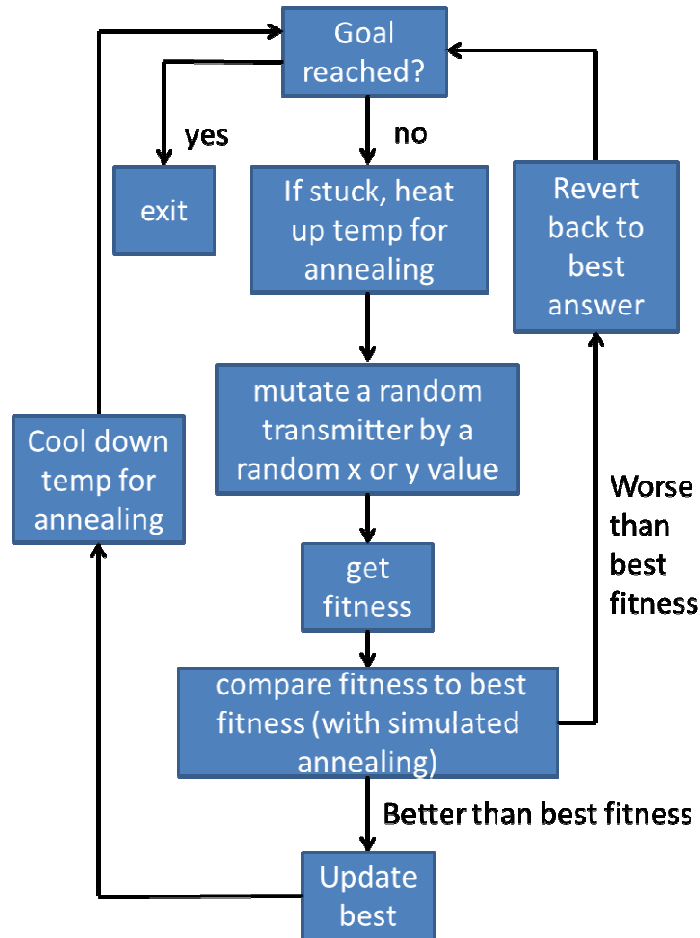 Goal
reached?
yes
no
exit
If stuck, heat
up temp for
annealing
Revert
back to
best
answer
mutate a random
transmitter by a
random x or y value
Cool down
temp for
annealing
Worse
than
best
fitness
get
fitness
compare fitness to best
fitness (with simulated
annealing)
Better than best fitness
Update
best